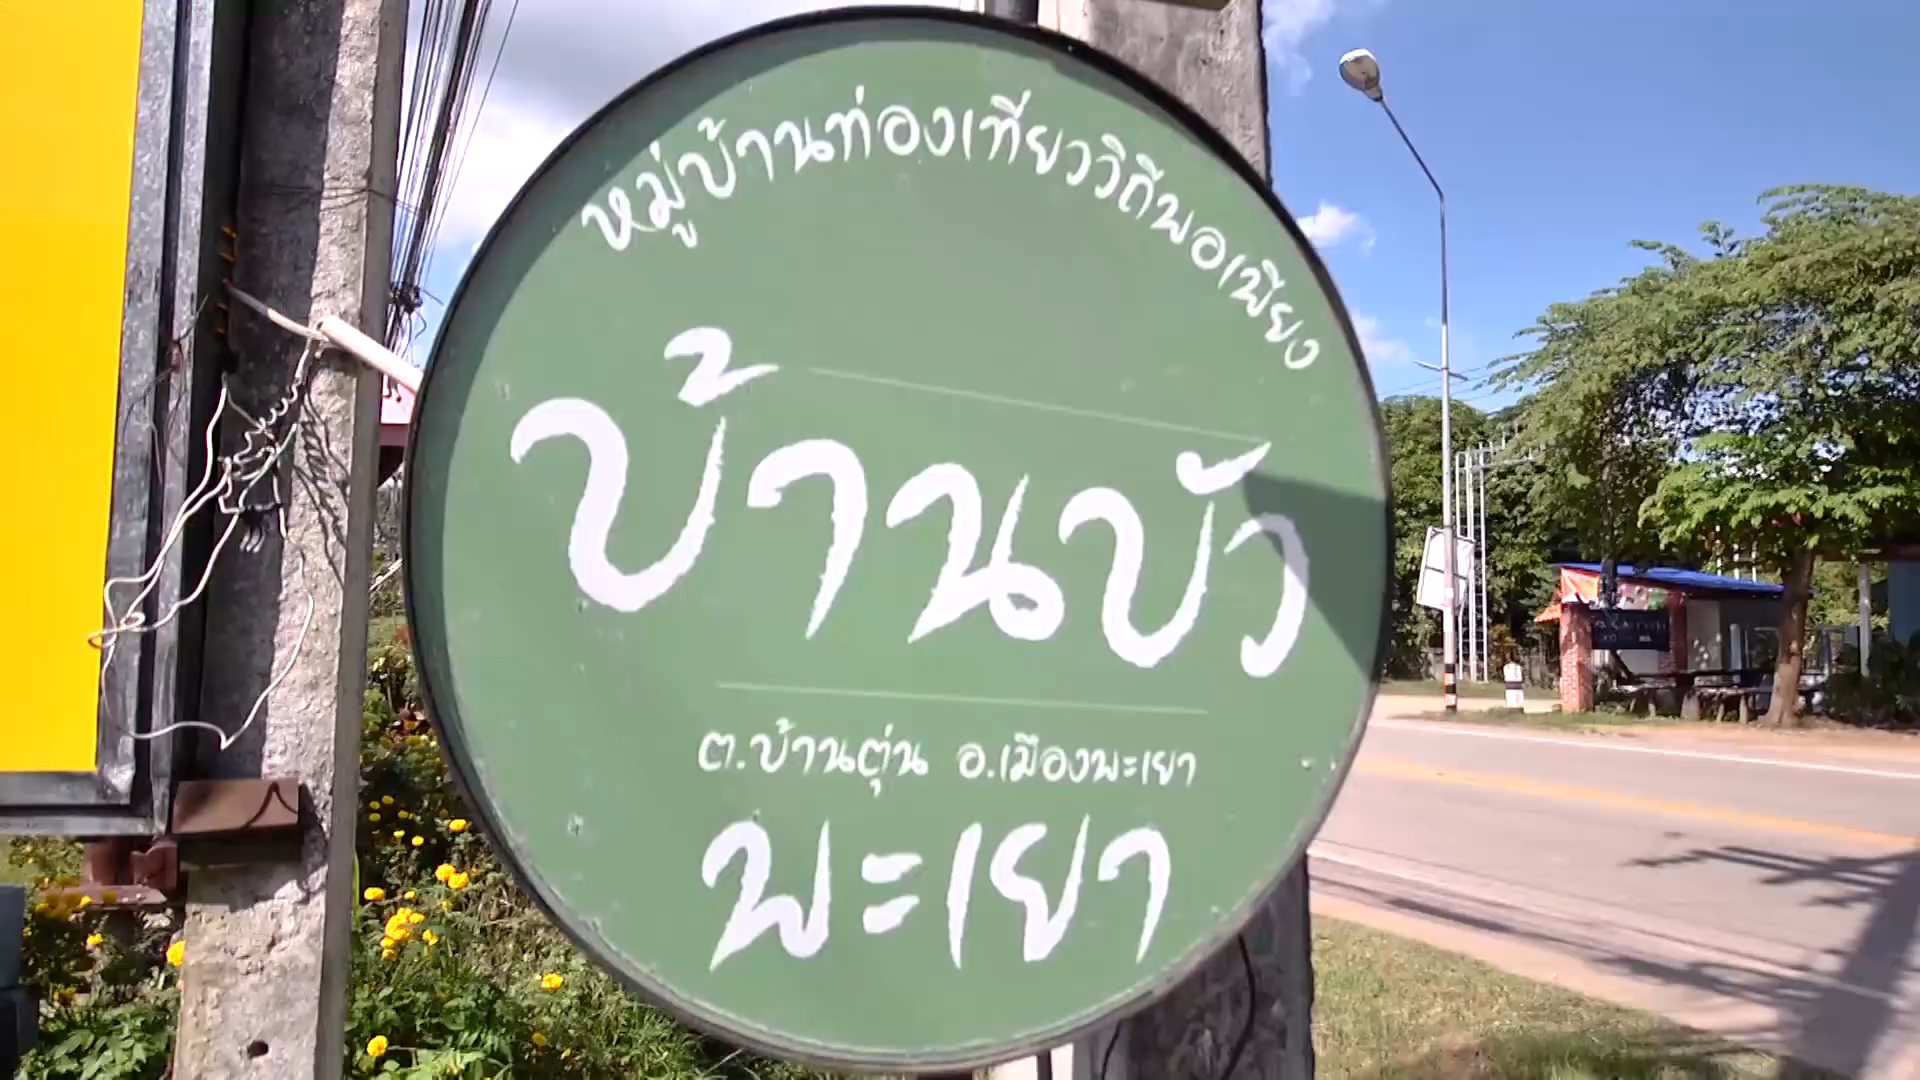 หมู่บ้านท่องเที่ยววิถีพอเพียง
บ้านบัว
ต.บ้านตุ่น อ.เมืองพะเยา
พะเยา